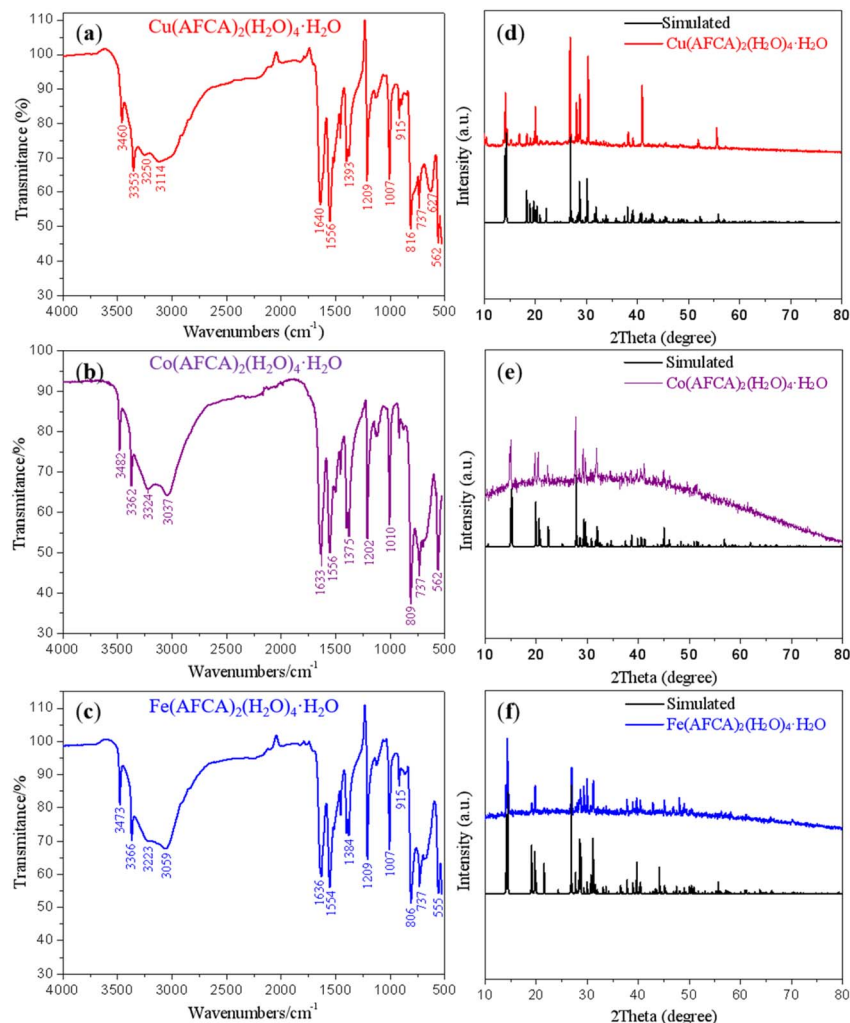 (a)
Cu(AFCA)₂(H₂O)₄·H₂O
Transmitance (%)
110
100
90
80
70
60
50
40
30
3460
3353
3250
3114
1640
1556
1393
1209
1007
915
816
737
627
562
4000 3500 3000 2500 2000 1500 1000 500
Wavenumbers (cm⁻¹)
(d)
Simulated
Cu(AFCA)₂(H₂O)₄·H₂O
Intensity (a.u.)
10 20 30 40 50 60 70 80
2Theta (degree)
(b)
Co(AFCA)₂(H₂O)₄·H₂O
Transmitance/%
100
90
80
70
60
50
40
30
3482
3362
3324
3037
1633
1556
1375
1202
1010
809
737
562
4000 3500 3000 2500 2000 1500 1000 500
Wavenumbers/cm⁻¹
(e)
Simulated
Co(AFCA)₂(H₂O)₄·H₂O
Intensity (a.u.)
10 20 30 40 50 60 70 80
2Theta (degree)
(c)
Fe(AFCA)₂(H₂O)₄·H₂O
Transmitance/%
110
100
90
80
70
60
50
40
30
3473
3366
3223
3059
1636
1554
1384
1209
1007
915
806
737
555
4000 3500 3000 2500 2000 1500 1000 500
Wavenumbers/cm⁻¹
(f)
Simulated
Fe(AFCA)₂(H₂O)₄·H₂O
Intensity (a.u.)
10 20 30 40 50 60 70 80
2Theta (degree)